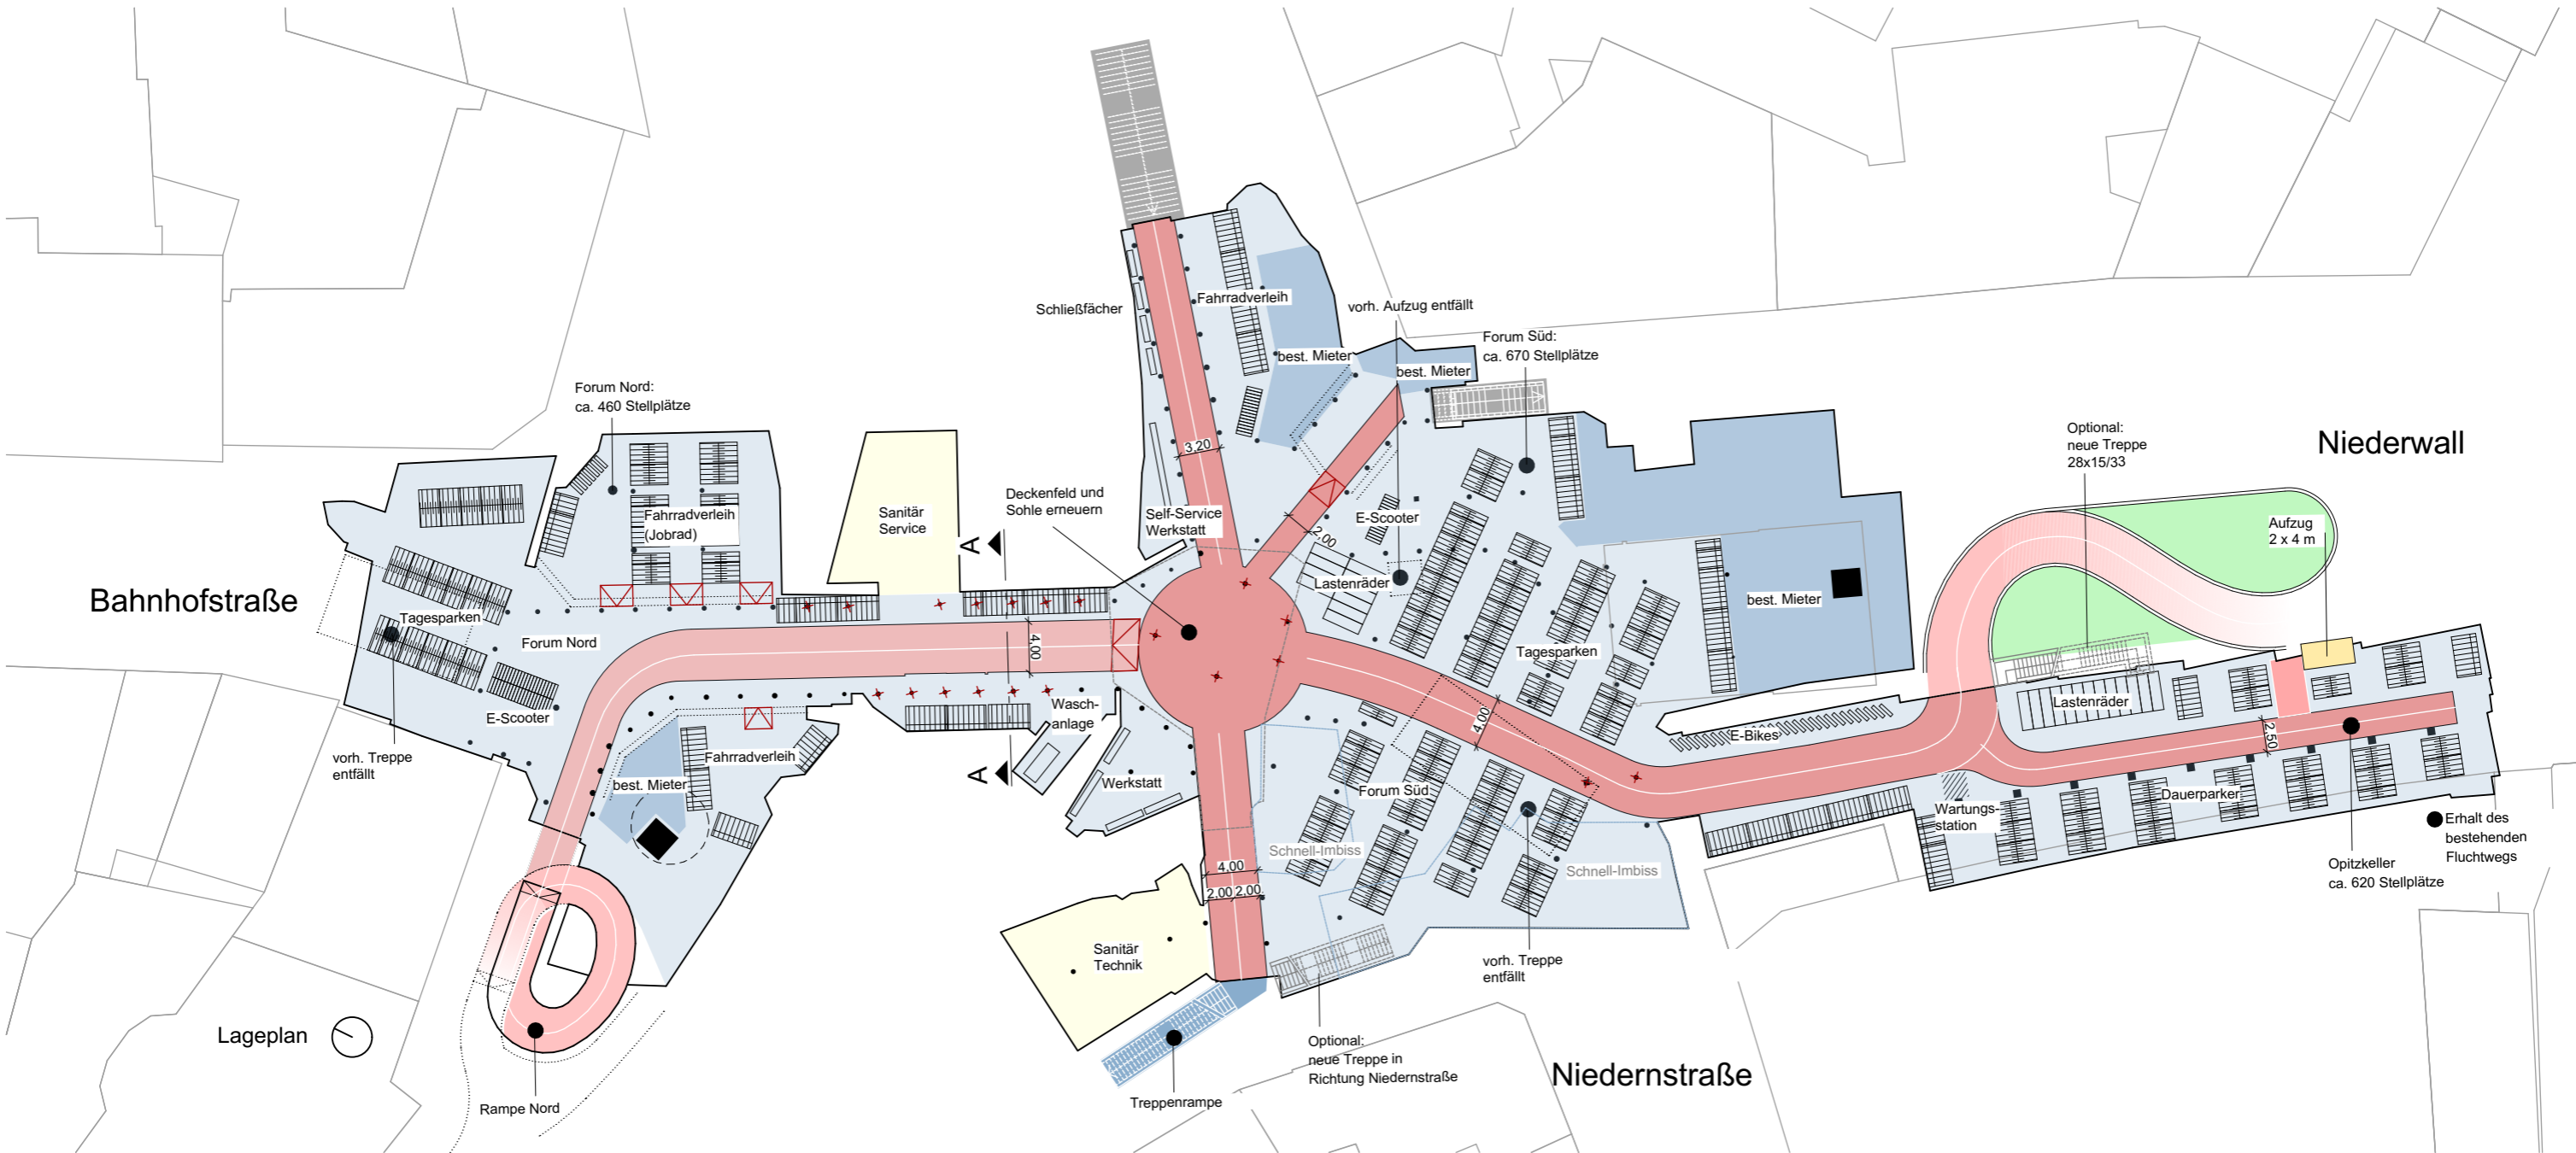 Schließfächer
Fahrradverleih
vorh. Aufzug entfällt
best. Mieter
best. Mieter
Forum Süd:
ca. 670 Stellplätze
Forum Nord:
ca. 460 Stellplätze
Optional:
neue Treppe
28x15/33
Niederwall
3,20
Deckenfeld und
Sohle erneuern
Self-Service
Werkstatt
Sanitär
Service
Fahrradverleih
(Jobrad)
E-Scooter
2,00
Aufzug
2 x 4 m
A
Bahnhofstraße
Tagesparken
Forum Nord
Lastenräder
best. Mieter
4,00
Tagesparken
E-Scooter
Wasch-
anlage
4,00
Lastenräder
E-Bikes
2,50
vorh. Treppe
entfällt
Fahrradverleih
best. Mieter
A
Werkstatt
Forum Süd
Dauerparker
Wartungs-
station
Erhalt des
bestehenden
Fluchtwegs
Schnell-Imbiss
Schnell-Imbiss
4,00
2,00 2,00
Opitzkeller
ca. 620 Stellplätze
Sanitär
Technik
vorh. Treppe
entfällt
Lageplan
Optional:
neue Treppe in
Richtung Niedernstraße
Niedernstraße
Rampe Nord
Treppenrampe